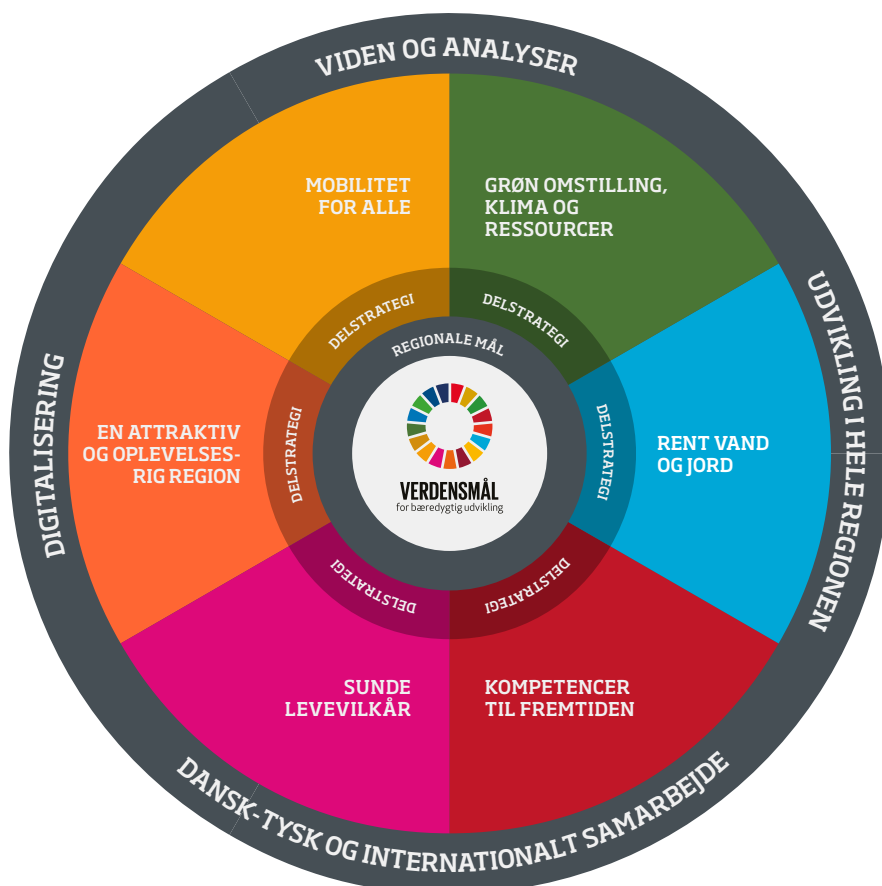 VIDEN OG ANALYSER
MOBILITET
FOR ALLE
GRØN OMSTILLING,
KLIMA OG
RESSOURCER
DELSTRATEGI
DELSTRATEGI
REGIONALE MÅL
UDVIKLING I HELE REGIONEN
DIGITALISERING
EN ATTRAKTIV
OG OPLEVELSES-
RIG REGION
DELSTRATEGI
VERDENSMÅL
for bæredygtig udvikling
DELSTRATEGI
RENT VAND
OG JORD
DELSTRATEGI
DELSTRATEGI
SUNDE
LEVEVILKÅR
KOMPETENCER
TIL FREMTIDEN
DANSK-TYSK OG INTERNATIONALT SAMARBEJDE